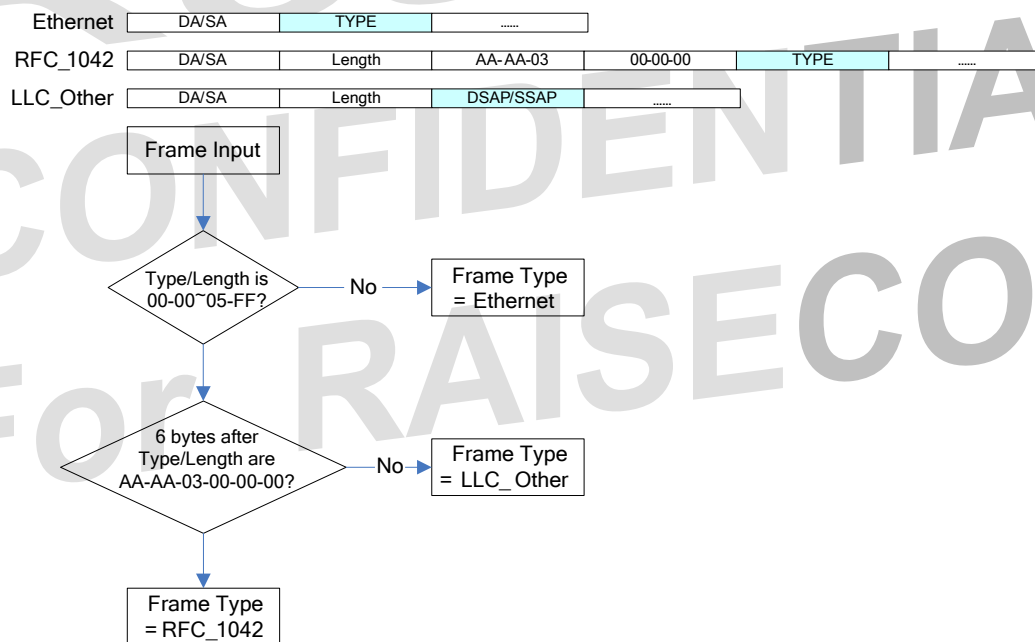 Ethernet DA/SA TYPE ......
RFC_1042 DA/SA Length AA-AA-03 00-00-00 TYPE ......
LLC_Other DA/SA Length DSAP/SSAP ......
Frame Input
Type/Length is
00-00~05-FF?
No
Frame Type
= Ethernet
6 bytes after
Type/Length are
AA-AA-03-00-00-00?
No
Frame Type
= LLC_ Other
Frame Type
= RFC_1042
CONFIDENTIA
For RAISECO